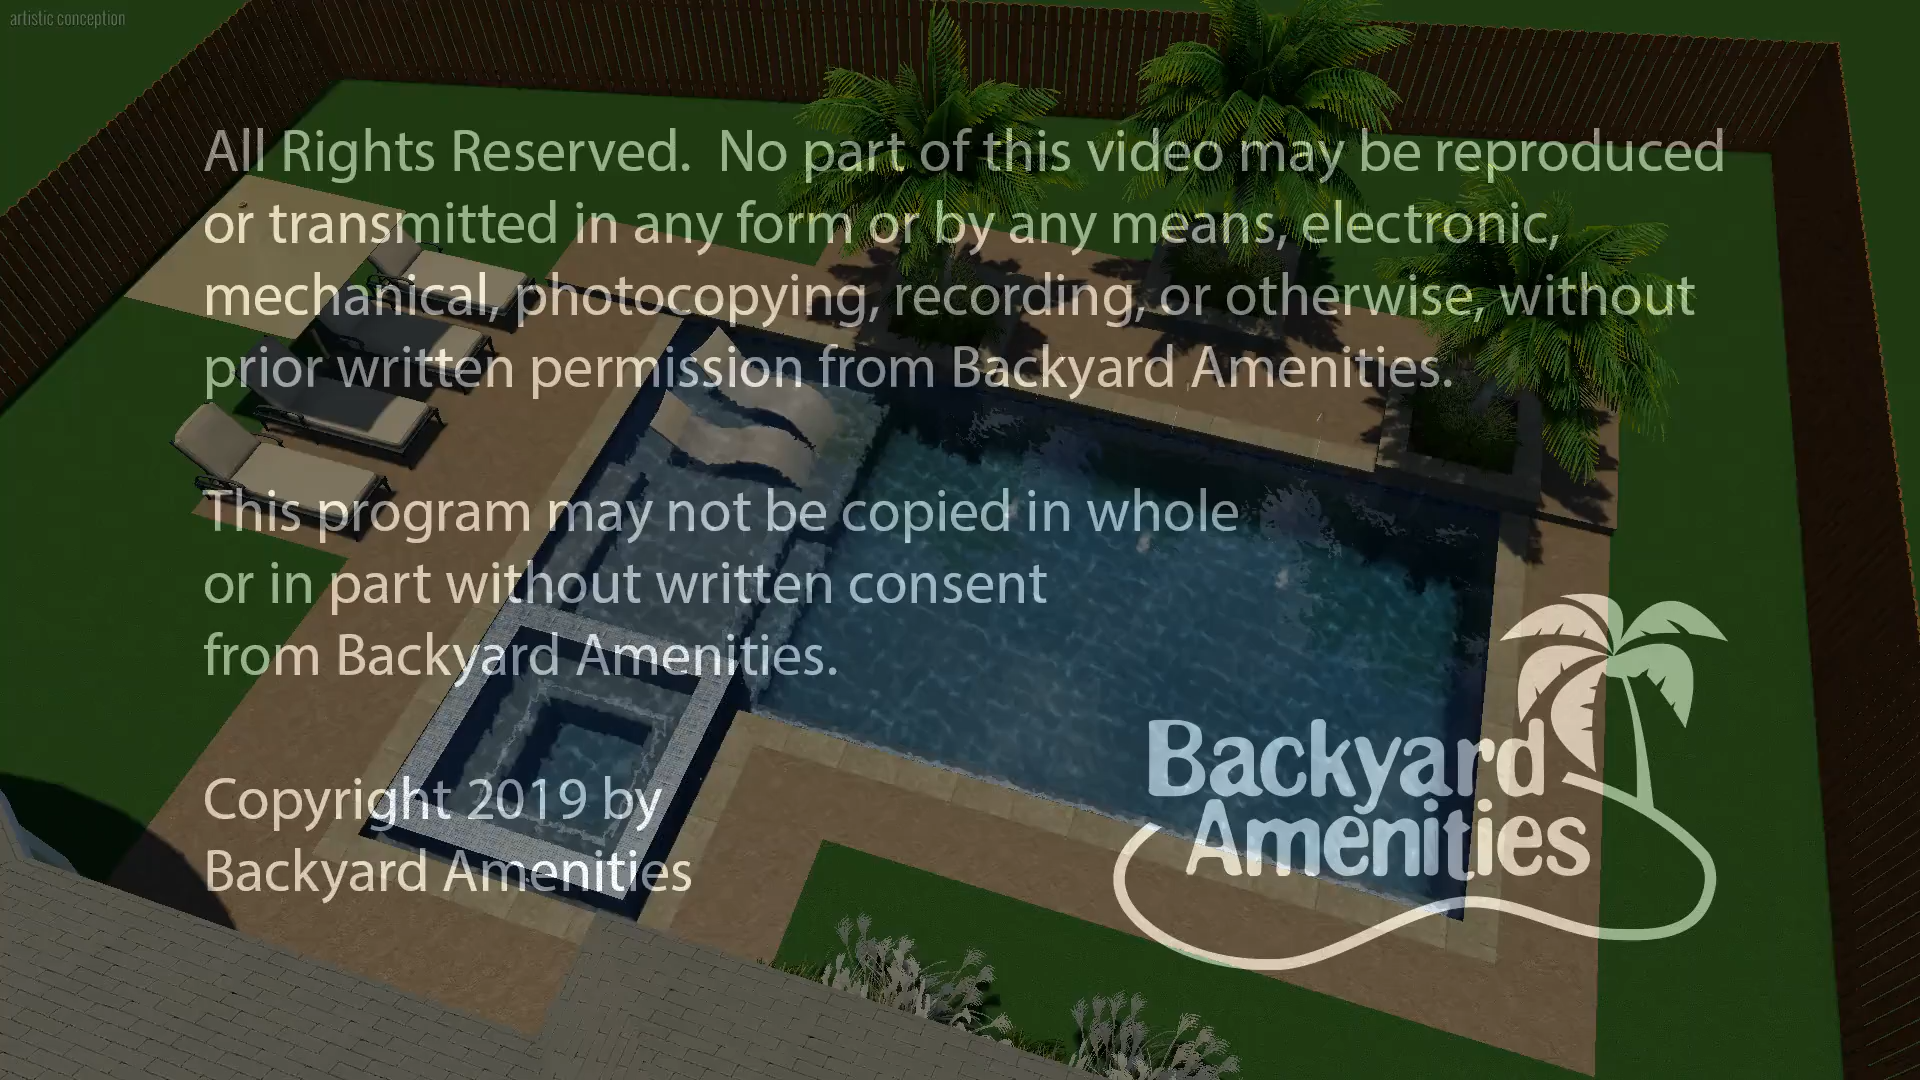 artistic conception
All Rights Reserved. No part of this video may be reproduced
or transmitted in any form or by any means, electronic,
mechanical, photocopying, recording, or otherwise, without
prior written permission from Backyard Amenities.
This program may not be copied in whole
or in part without written consent
from Backyard Amenities.
Copyright 2019 by
Backyard Amenities
Backyard
Amenities